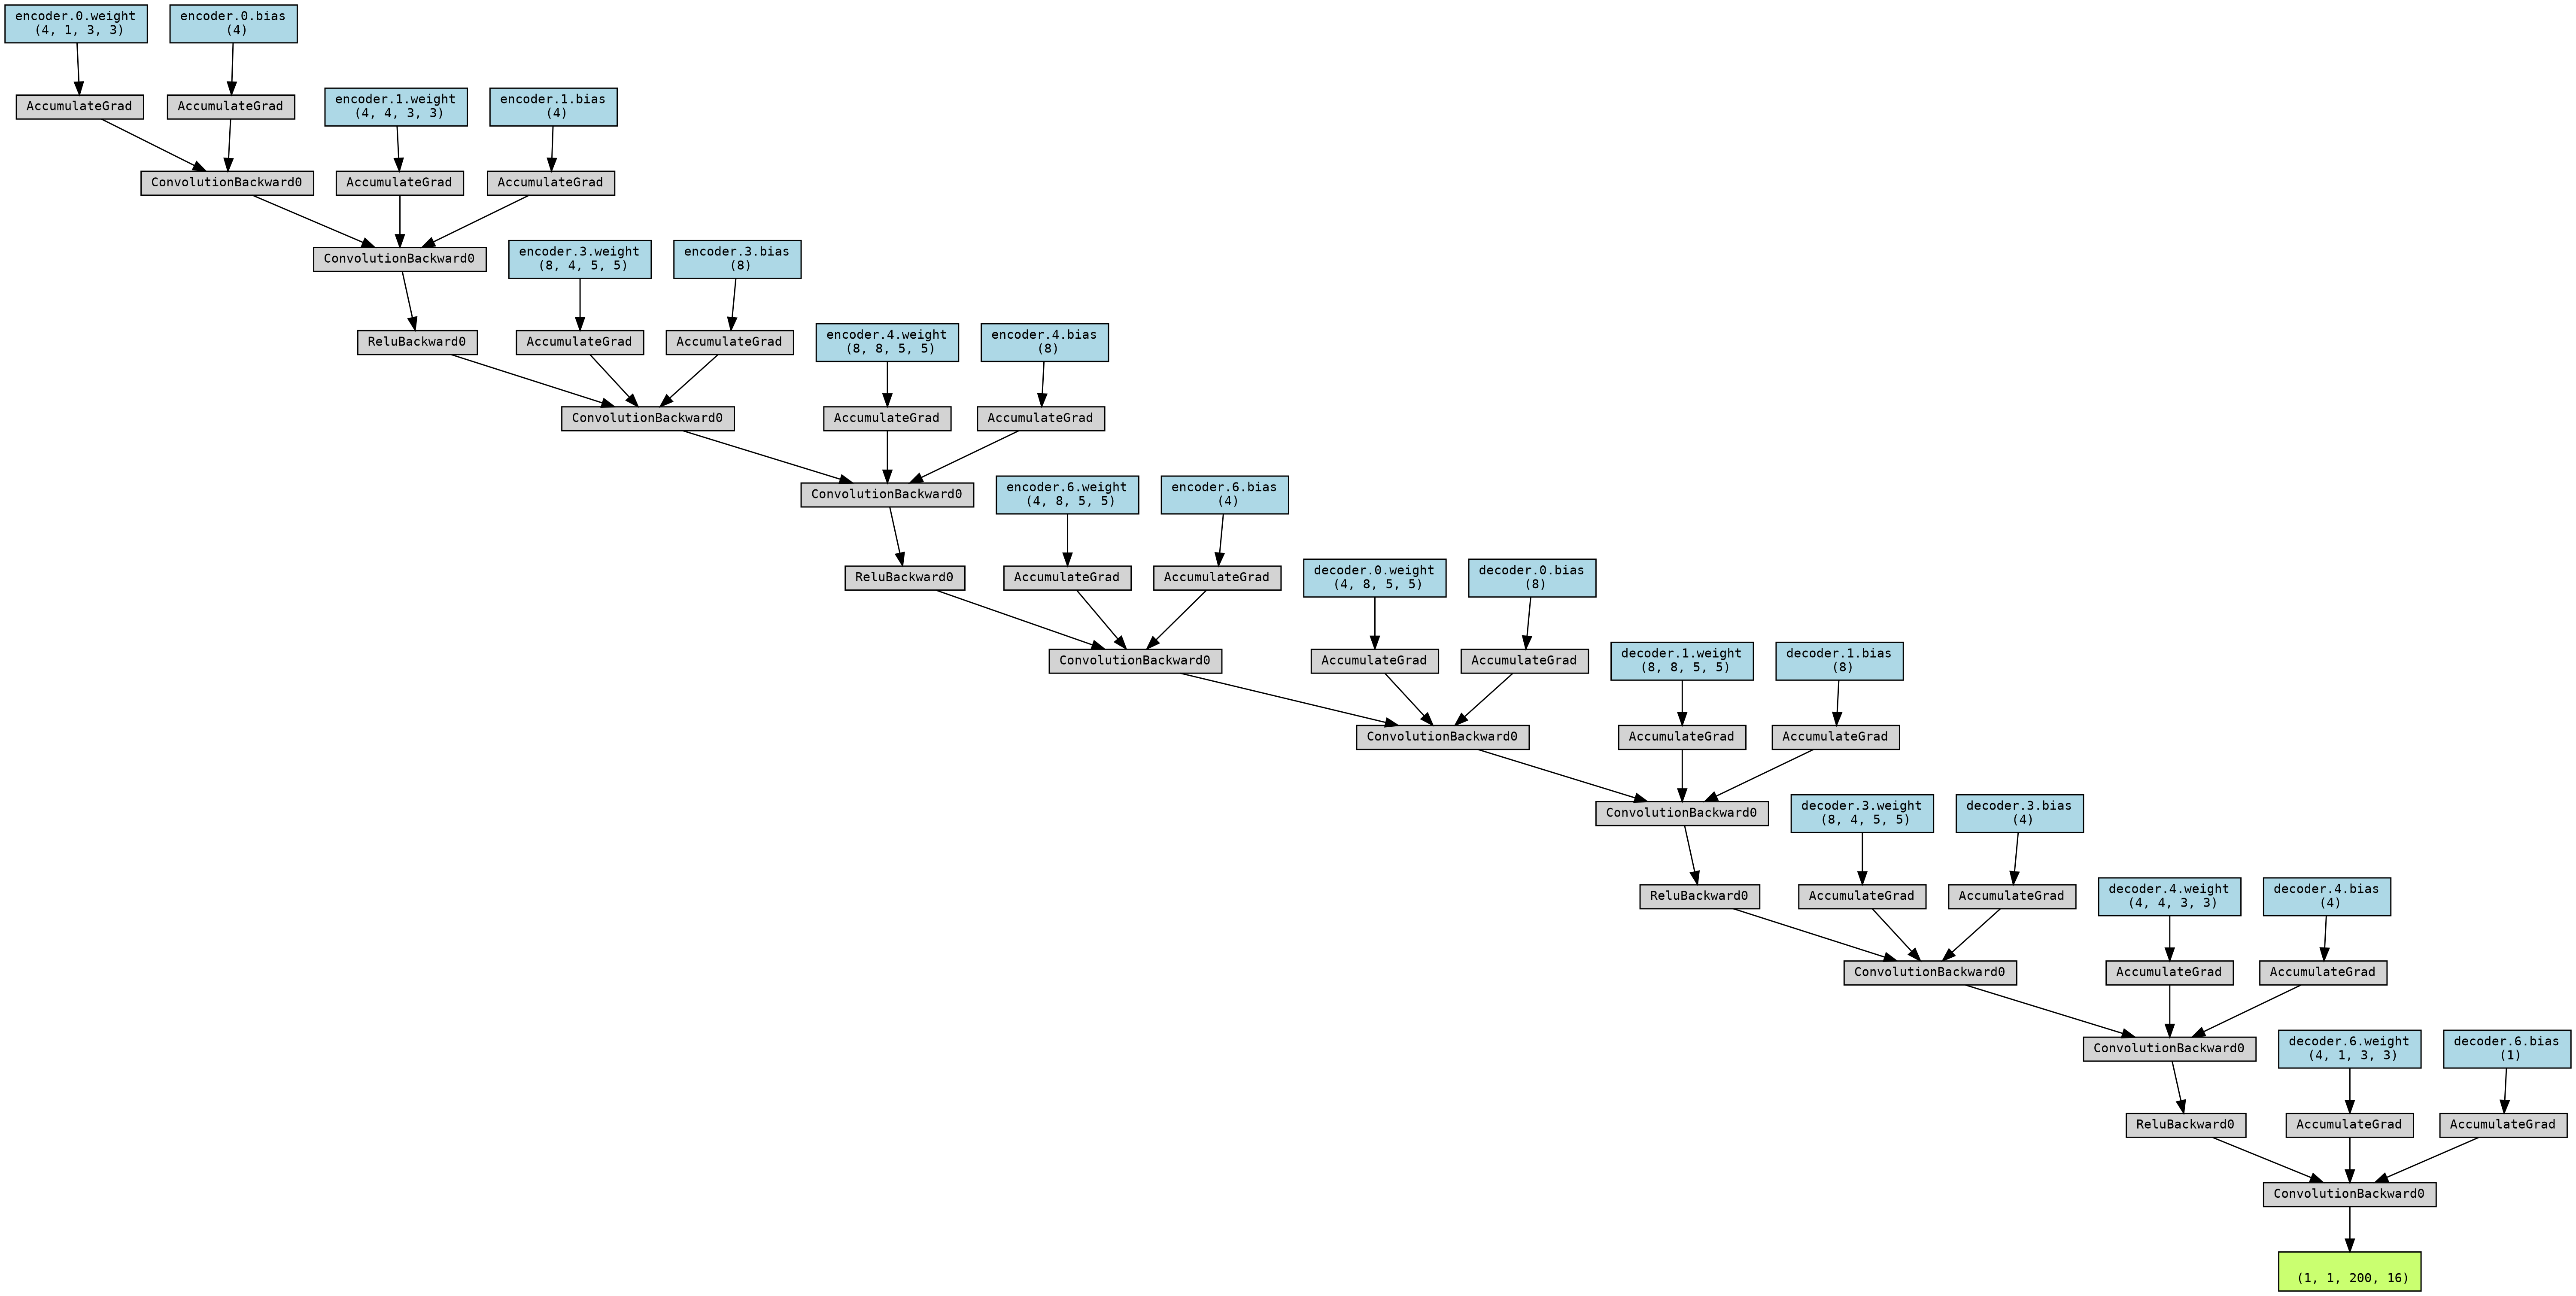 encoder.0.weight
(4, 1, 3, 3)
encoder.0.bias
(4)
AccumulateGrad
AccumulateGrad
encoder.1.weight
(4, 4, 3, 3)
encoder.1.bias
(4)
ConvolutionBackward0
AccumulateGrad
AccumulateGrad
ConvolutionBackward0
encoder.3.weight
(8, 4, 5, 5)
encoder.3.bias
(8)
ReluBackward0
AccumulateGrad
AccumulateGrad
encoder.4.weight
(8, 8, 5, 5)
encoder.4.bias
(8)
ConvolutionBackward0
AccumulateGrad
AccumulateGrad
ConvolutionBackward0
encoder.6.weight
(4, 8, 5, 5)
encoder.6.bias
(4)
ReluBackward0
AccumulateGrad
AccumulateGrad
decoder.0.weight
(4, 8, 5, 5)
decoder.0.bias
(8)
ConvolutionBackward0
AccumulateGrad
AccumulateGrad
decoder.1.weight
(8, 8, 5, 5)
decoder.1.bias
(8)
ConvolutionBackward0
AccumulateGrad
AccumulateGrad
ConvolutionBackward0
decoder.3.weight
(8, 4, 5, 5)
decoder.3.bias
(4)
ReluBackward0
AccumulateGrad
AccumulateGrad
decoder.4.weight
(4, 4, 3, 3)
decoder.4.bias
(4)
ConvolutionBackward0
AccumulateGrad
AccumulateGrad
ConvolutionBackward0
decoder.6.weight
(4, 1, 3, 3)
decoder.6.bias
(1)
ReluBackward0
AccumulateGrad
AccumulateGrad
ConvolutionBackward0
(1, 1, 200, 16)